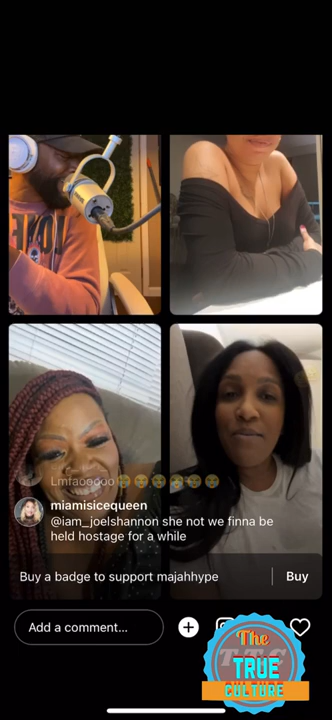 Lmfaooooo 😭😭😭😭😭😭
miamisicequeen
@iam_joelshannon she not we finna be
held hostage for a while
Buy a badge to support majahhype
Buy
Add a comment...
The
TRUE
CULTURE